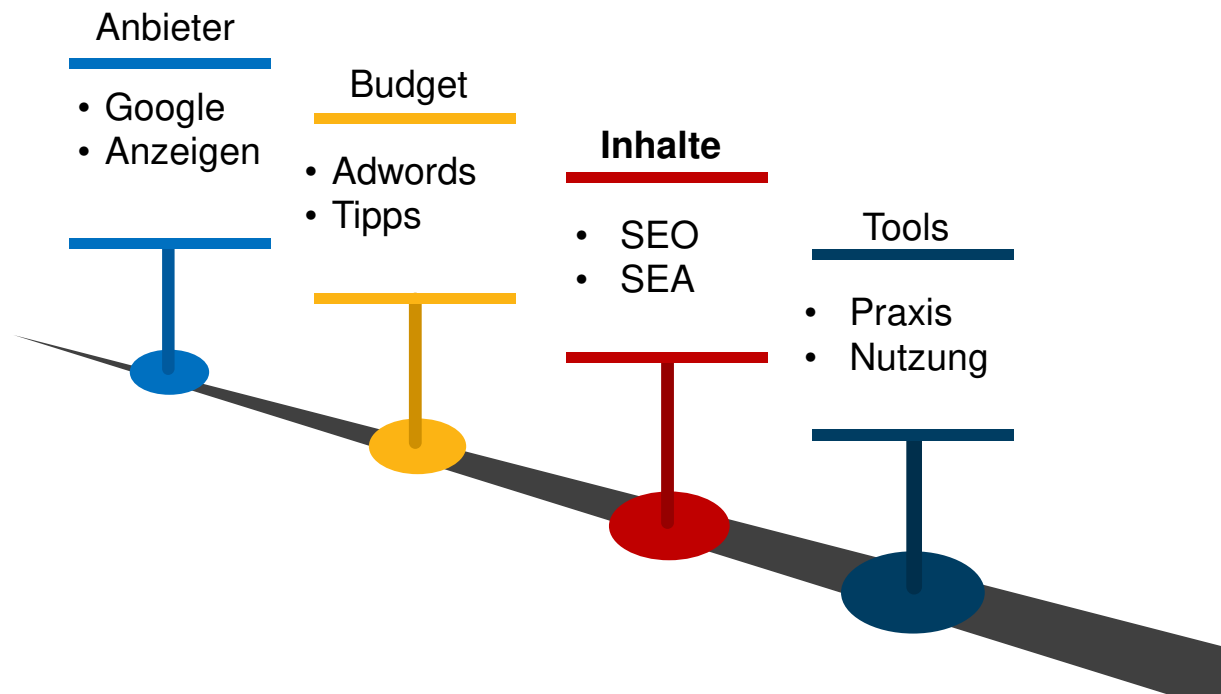 Anbieter
• Google
• Anzeigen
Budget
• Adwords
• Tipps
Inhalte
• SEO
• SEA
Tools
• Praxis
• Nutzung